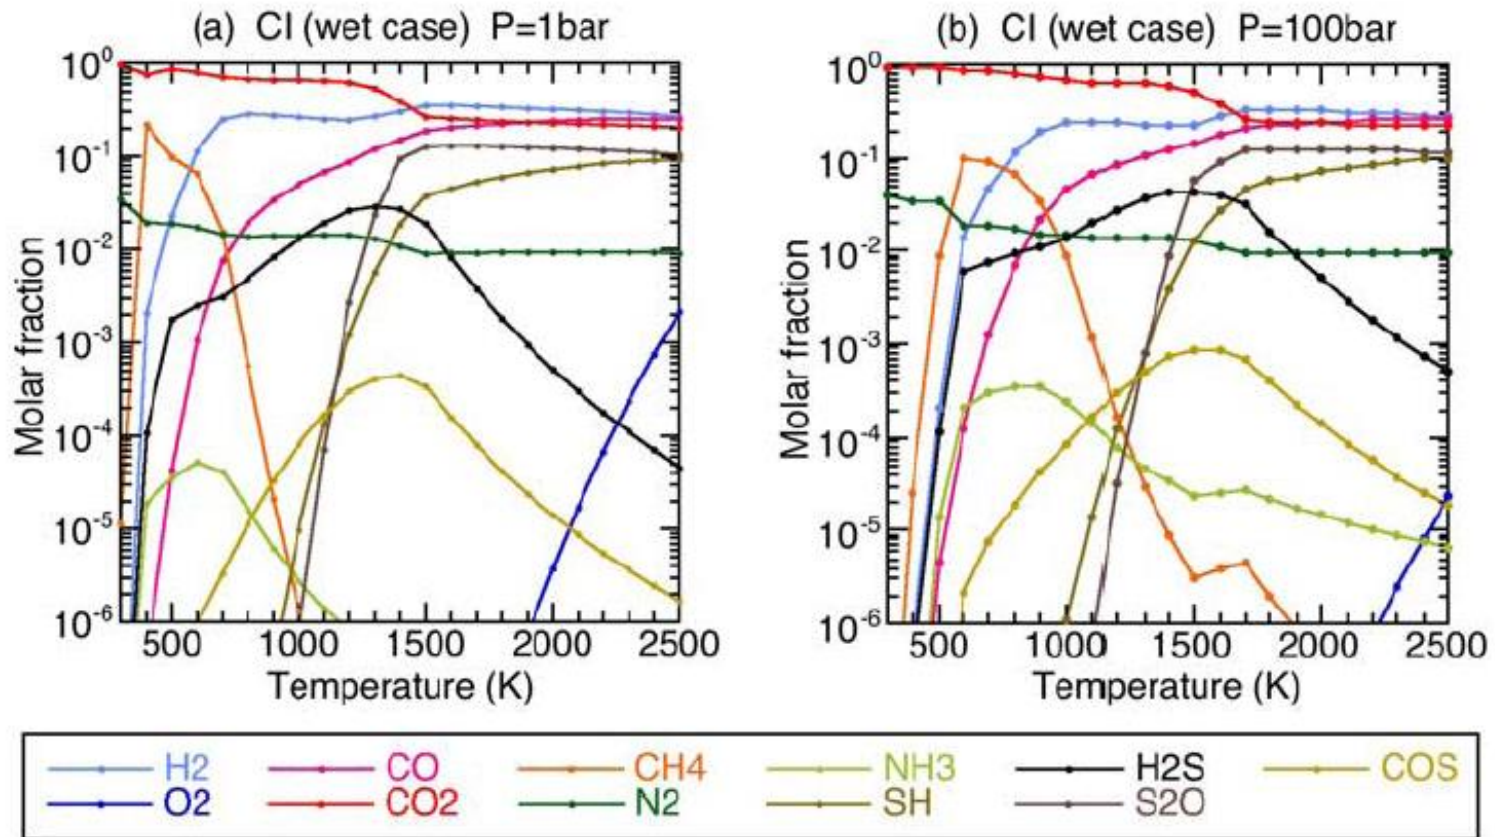 (a) CI (wet case) P=1bar
(b) CI (wet case) P=100bar
Molar fraction
10^0
10^-1
10^-2
10^-3
10^-4
10^-5
10^-6
500 1000 1500 2000 2500
Temperature (K)
Molar fraction
10^0
10^-1
10^-2
10^-3
10^-4
10^-5
10^-6
500 1000 1500 2000 2500
Temperature (K)
H2 CO CH4 NH3 H2S COS
O2 CO2 N2 SH S2O